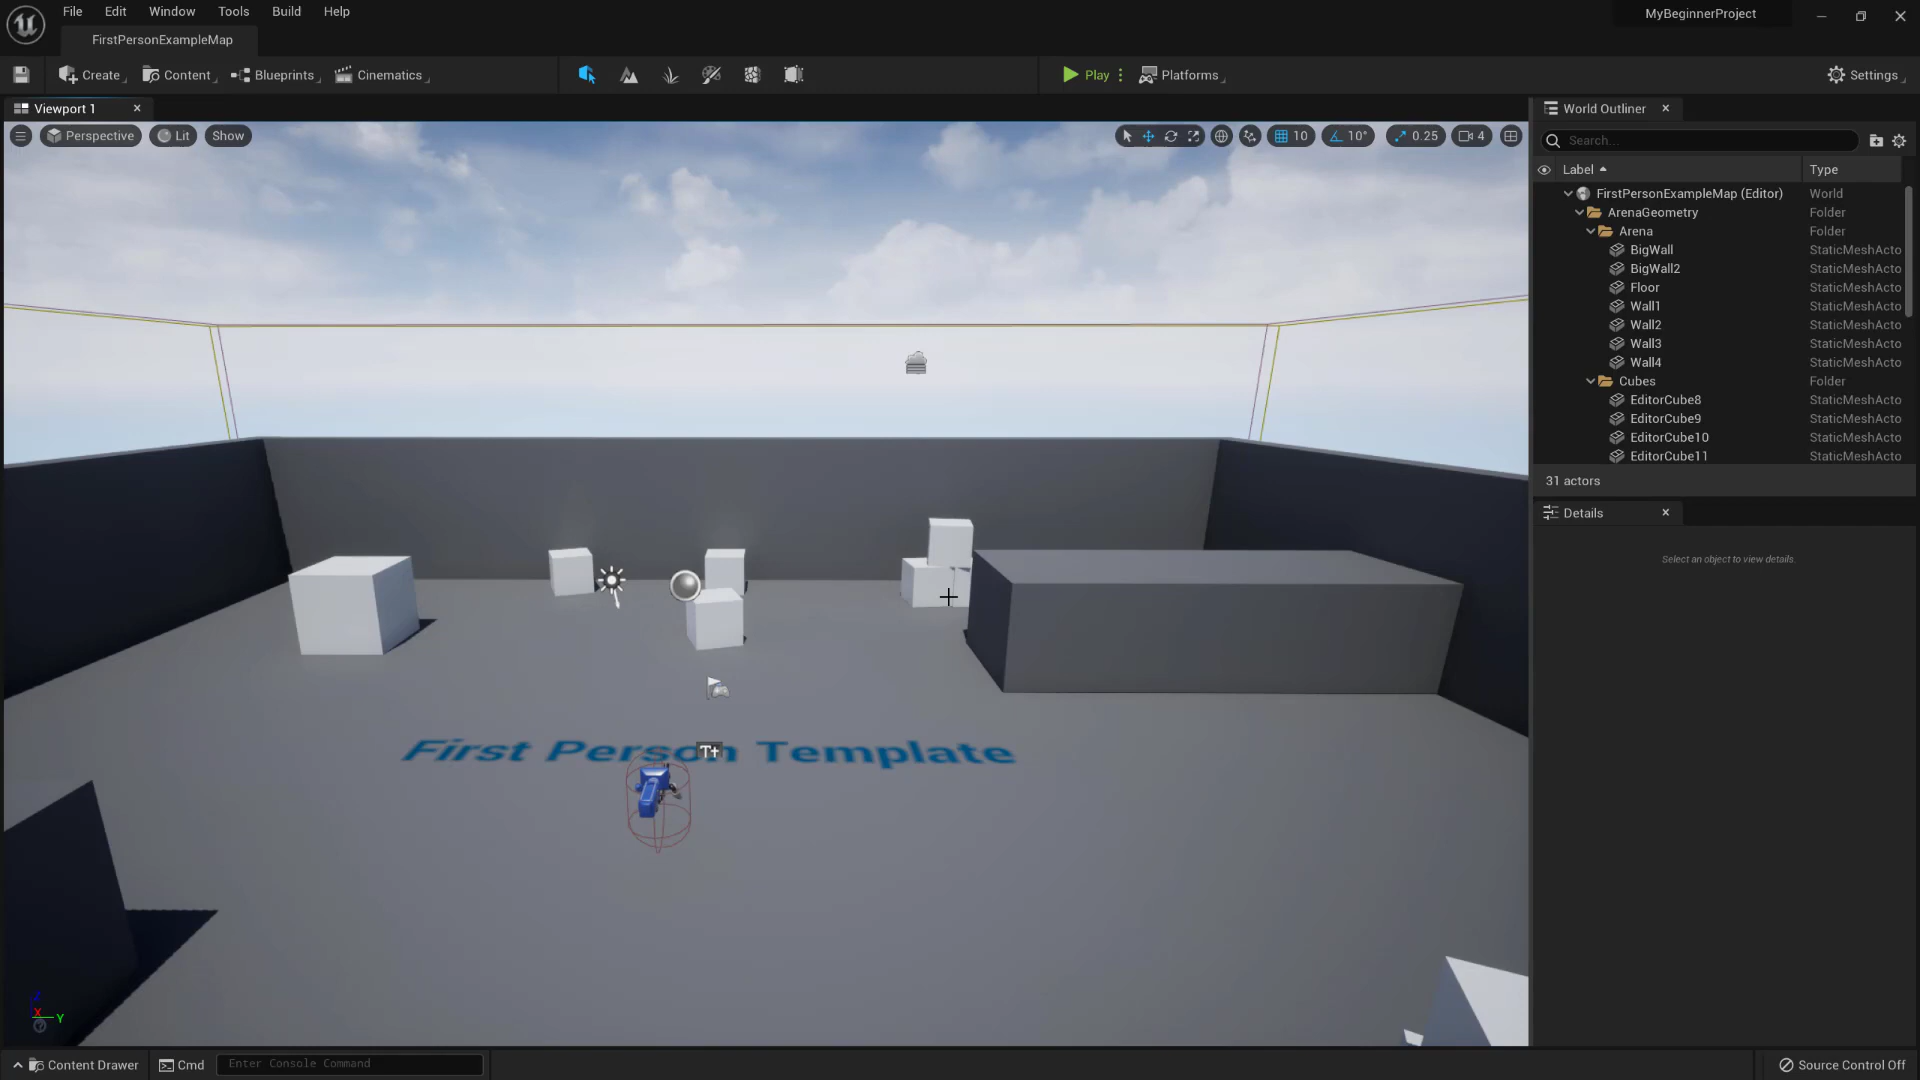 File Edit Window Tools Build Help
MyBeginnerProject
FirstPersonExampleMap
Create Content Blueprints Cinematics Play Platforms Settings
Viewport 1
World Outliner
Perspective Lit Show 10 10° 0.25 4
Search...
Label Type
FirstPersonExampleMap (Editor) World
ArenaGeometry Folder
Arena Folder
BigWall StaticMeshActo
BigWall2 StaticMeshActo
Floor StaticMeshActo
Wall1 StaticMeshActo
Wall2 StaticMeshActo
Wall3 StaticMeshActo
Wall4 StaticMeshActo
Cubes Folder
EditorCube8 StaticMeshActo
EditorCube9 StaticMeshActo
EditorCube10 StaticMeshActo
EditorCube11 StaticMeshActo
31 actors
Details
Select an object to view details.
First Person Template
Tt
Z
X
Y
Content Drawer Cmd Enter Console Command Source Control Off